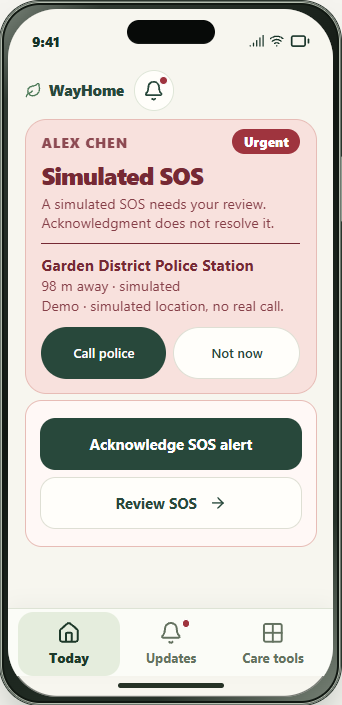 9:41
WayHome
ALEX CHEN
Urgent
Simulated SOS
A simulated SOS needs your review.
Acknowledgment does not resolve it.
Garden District Police Station
98 m away · simulated
Demo · simulated location, no real call.
Call police
Not now
Acknowledge SOS alert
Review SOS →
Today
Updates
Care tools